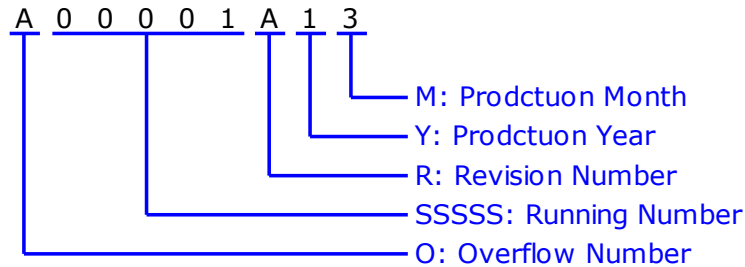 A 0 0 0 0 1 A 1 3
M: Prodctuon Month
Y: Prodctuon Year
R: Revision Number
SSSSS: Running Number
O: Overflow Number